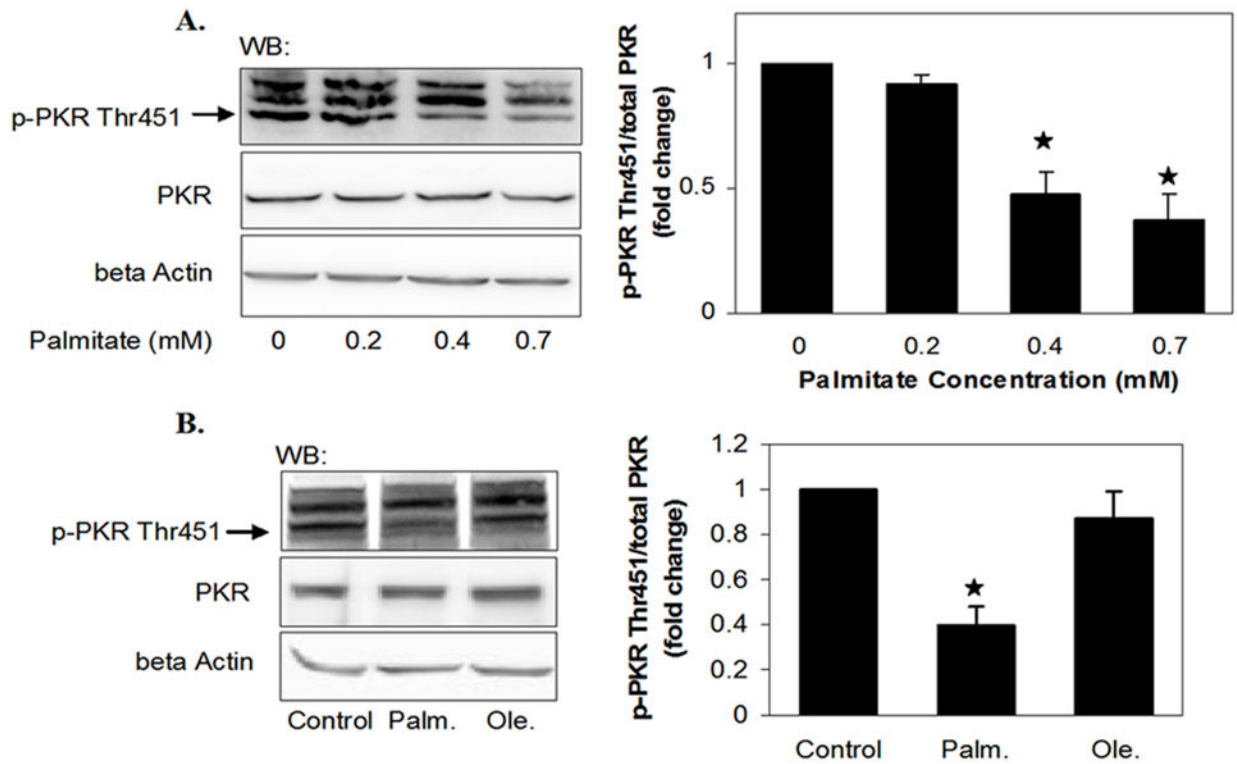 A.
WB:
p-PKR Thr451
PKR
beta Actin
Palmitate (mM) 0 0.2 0.4 0.7
p-PKR Thr451/total PKR
(fold change)
1
0.5
0
0 0.2 0.4 0.7
Palmitate Concentration (mM)
B.
WB:
p-PKR Thr451
PKR
beta Actin
Control Palm. Ole.
p-PKR Thr451/total PKR
(fold change)
1.2
1
0.8
0.6
0.4
0.2
0
Control Palm. Ole.